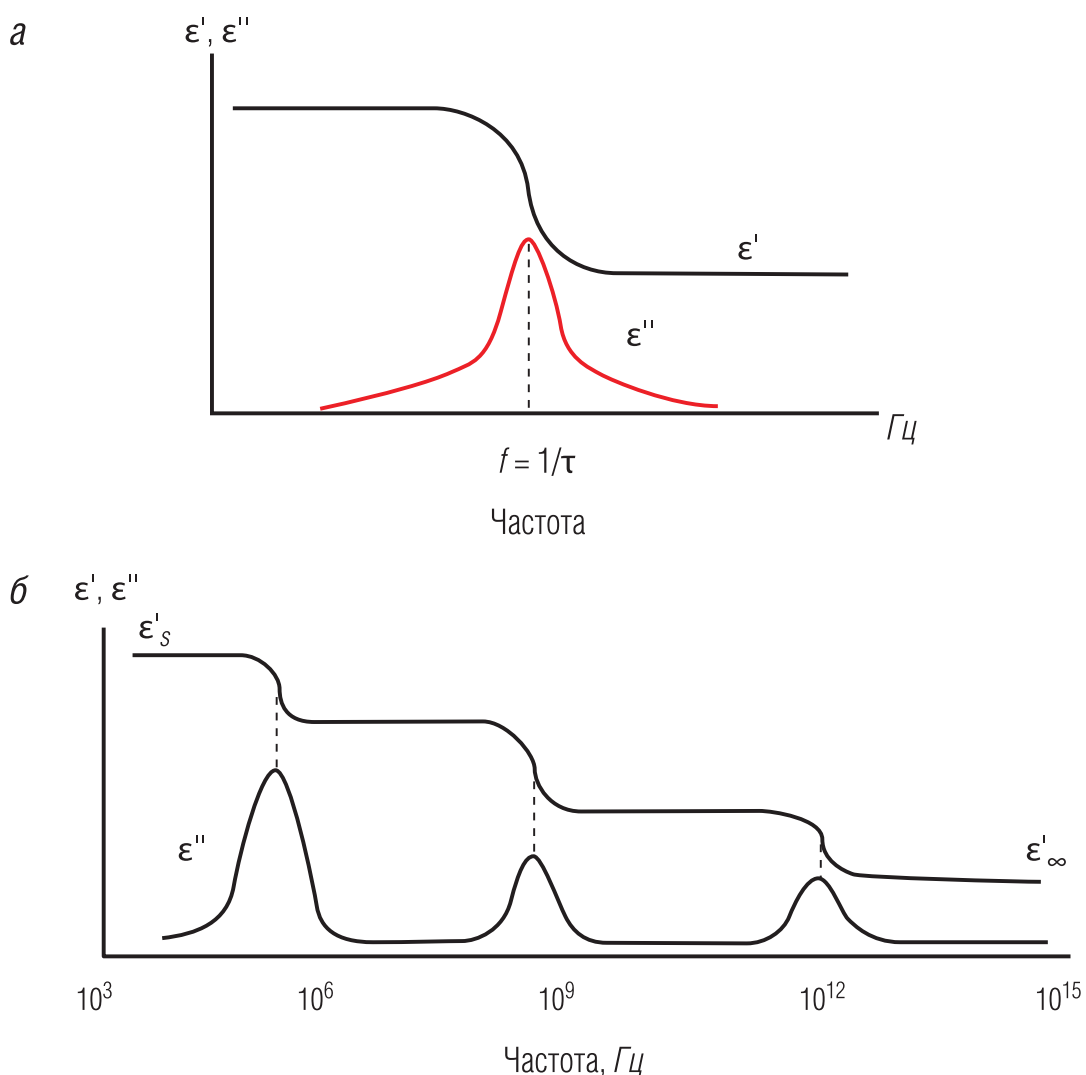 а
ε', ε''
ε'
ε''
Гц
f = 1/τ
Частота
б
ε', ε''
ε'ₛ
ε''
ε'∞
10³ 10⁶ 10⁹ 10¹² 10¹⁵
Частота, Гц